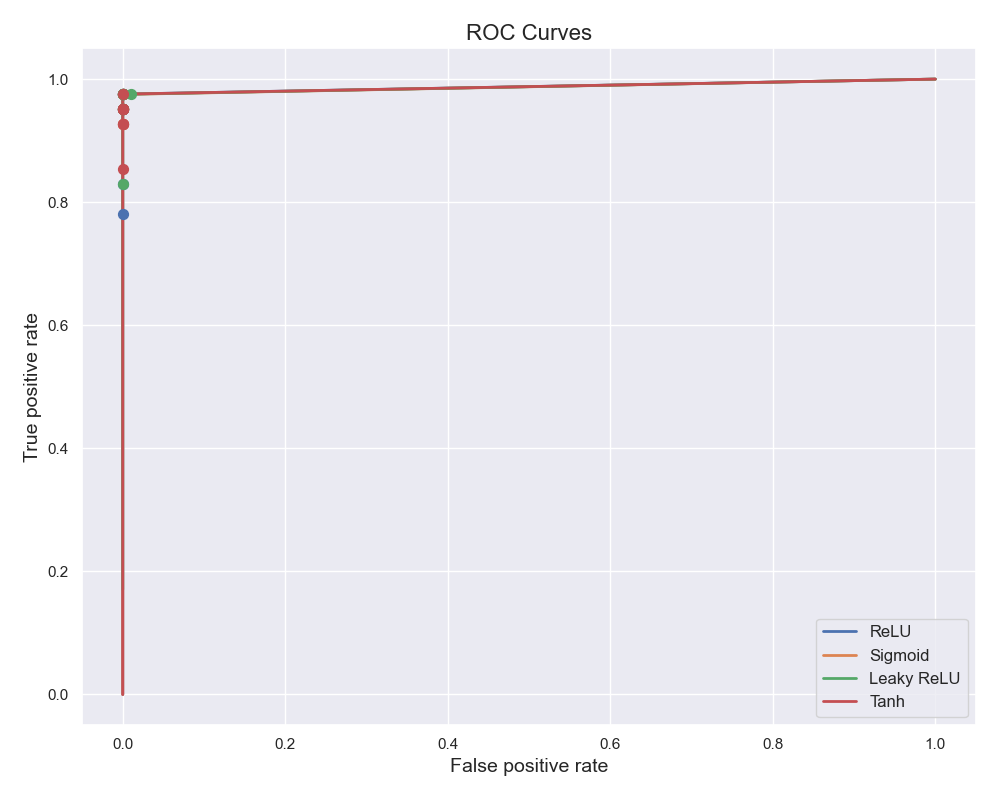 ROC Curves
True positive rate
1.0
0.8
0.6
0.4
0.2
0.0
0.0 0.2 0.4 0.6 0.8 1.0
False positive rate
ReLU
Sigmoid
Leaky ReLU
Tanh